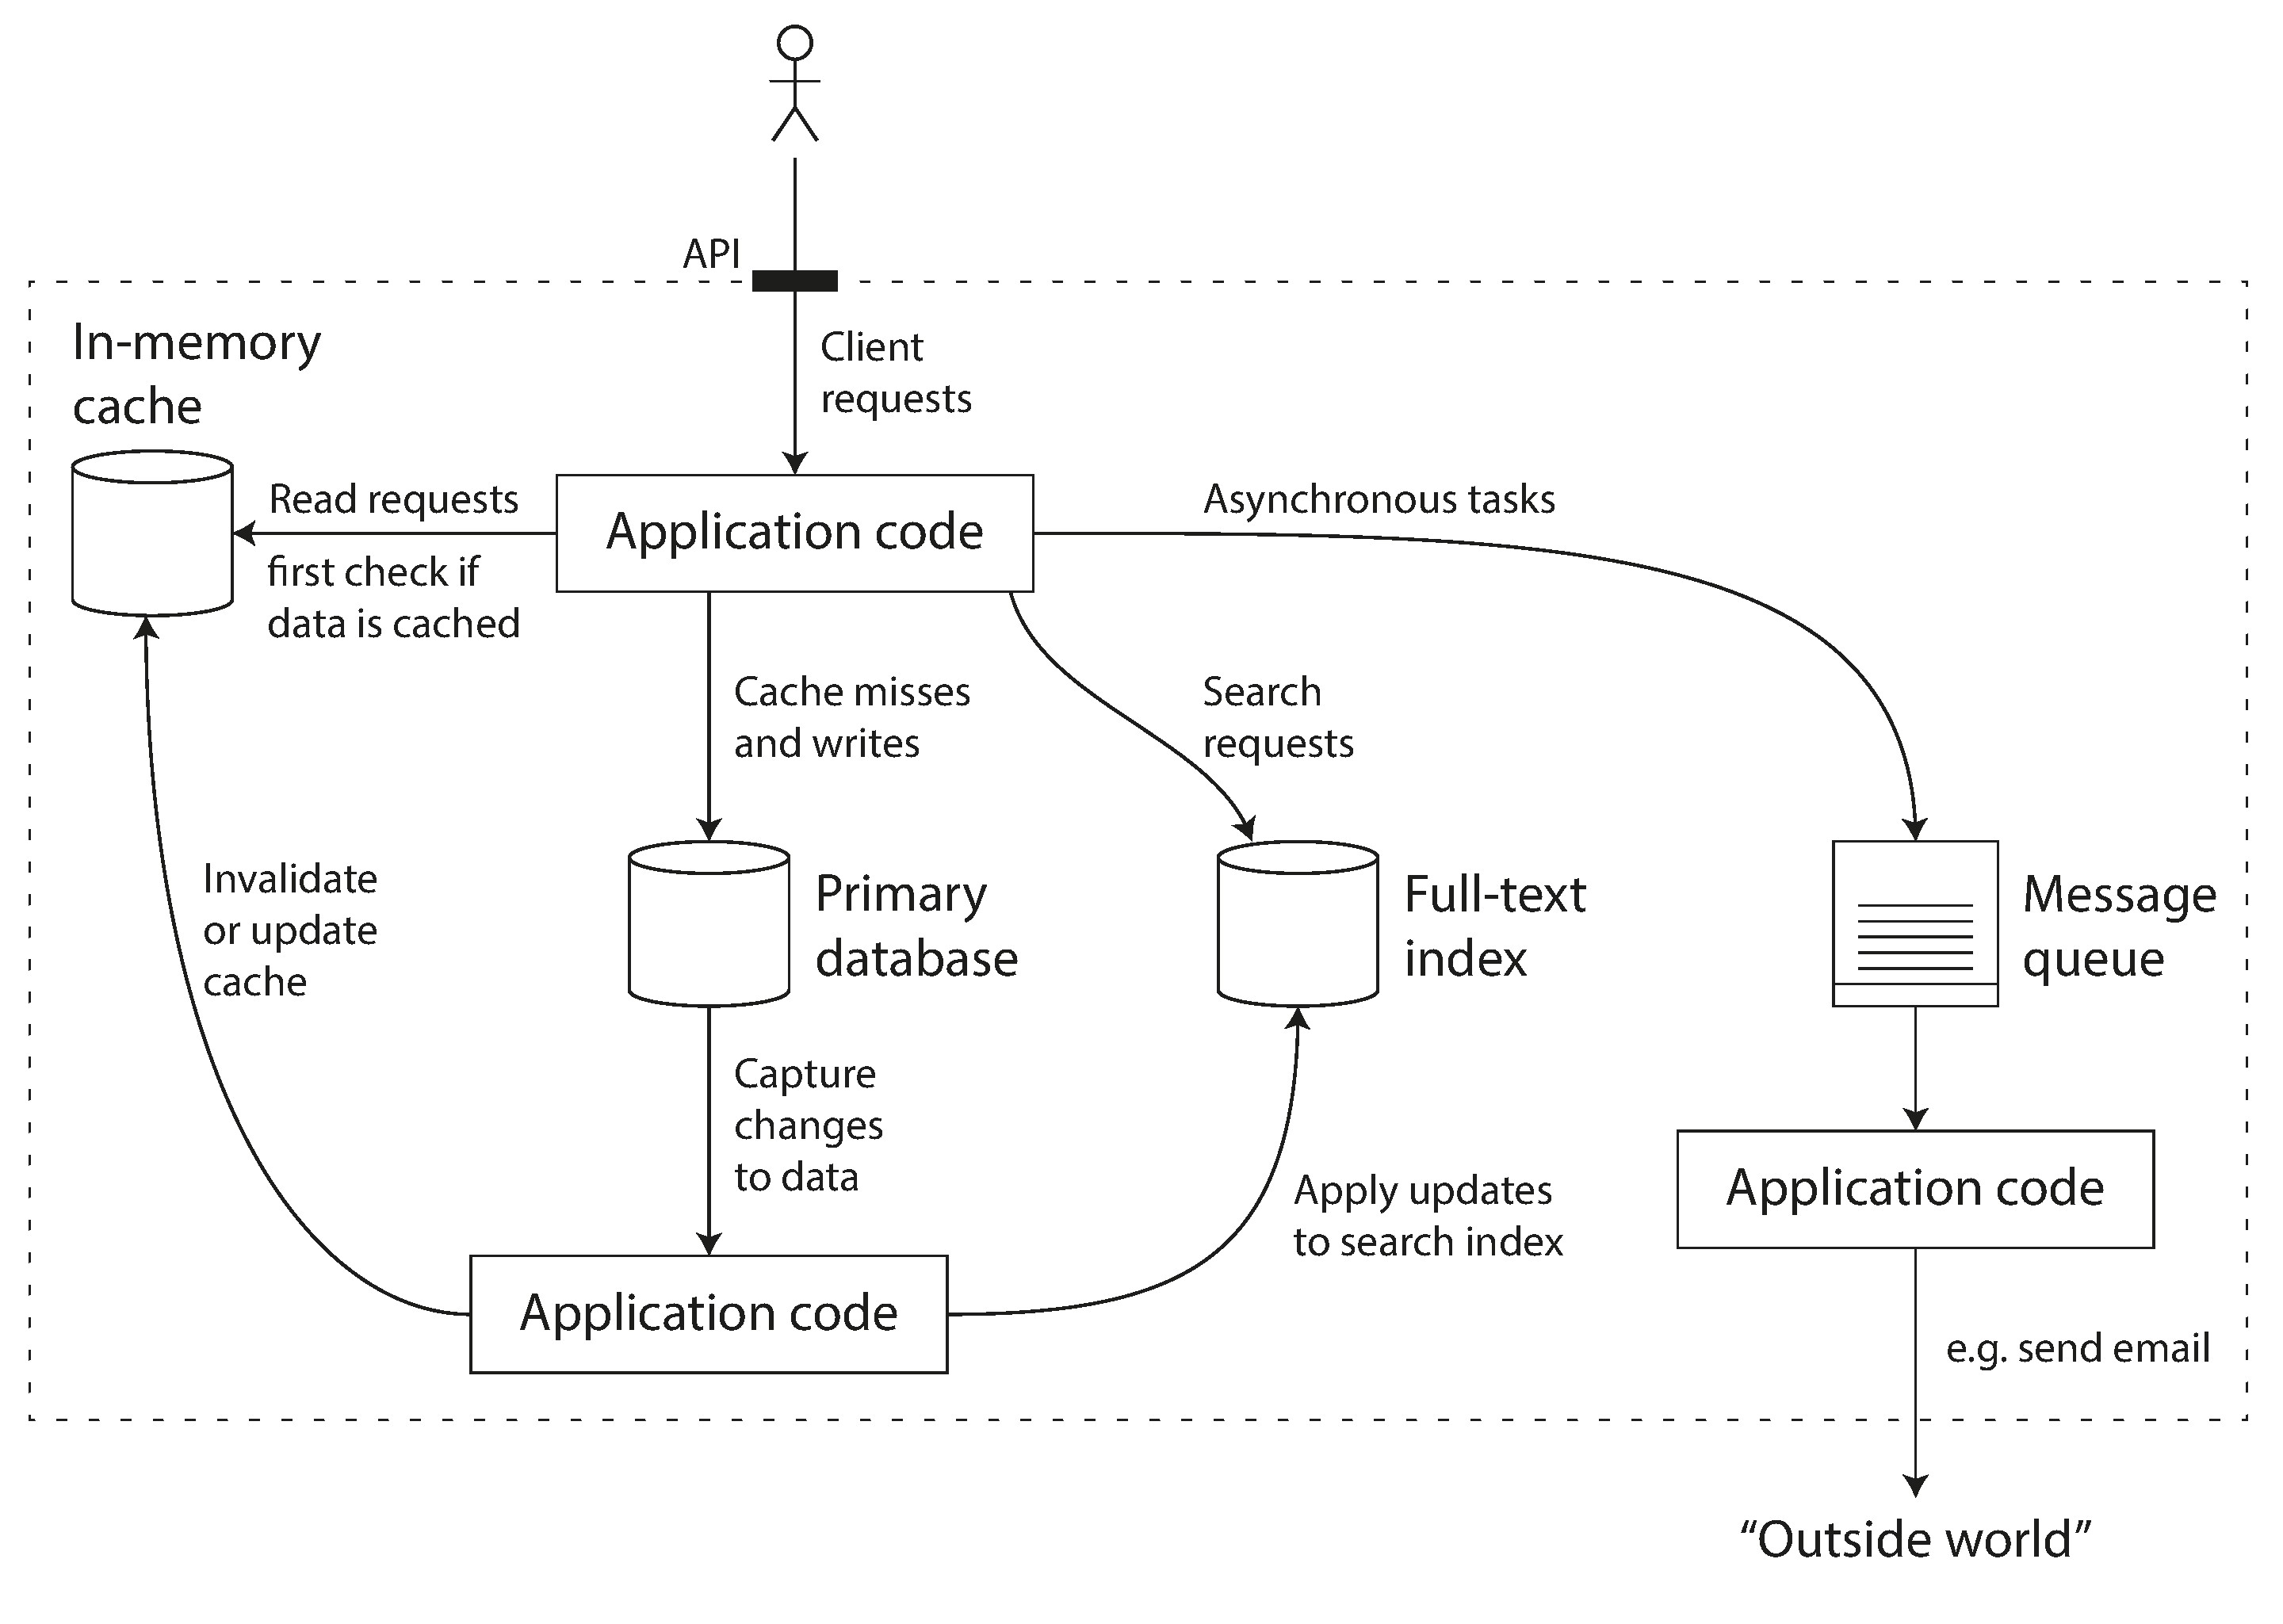 API
Client
requests
In-memory
cache
Read requests
first check if
data is cached
Application code
Asynchronous tasks
Cache misses
and writes
Search
requests
Invalidate
or update
cache
Primary
database
Full-text
index
Message
queue
Capture
changes
to data
Apply updates
to search index
Application code
Application code
e.g. send email
“Outside world”